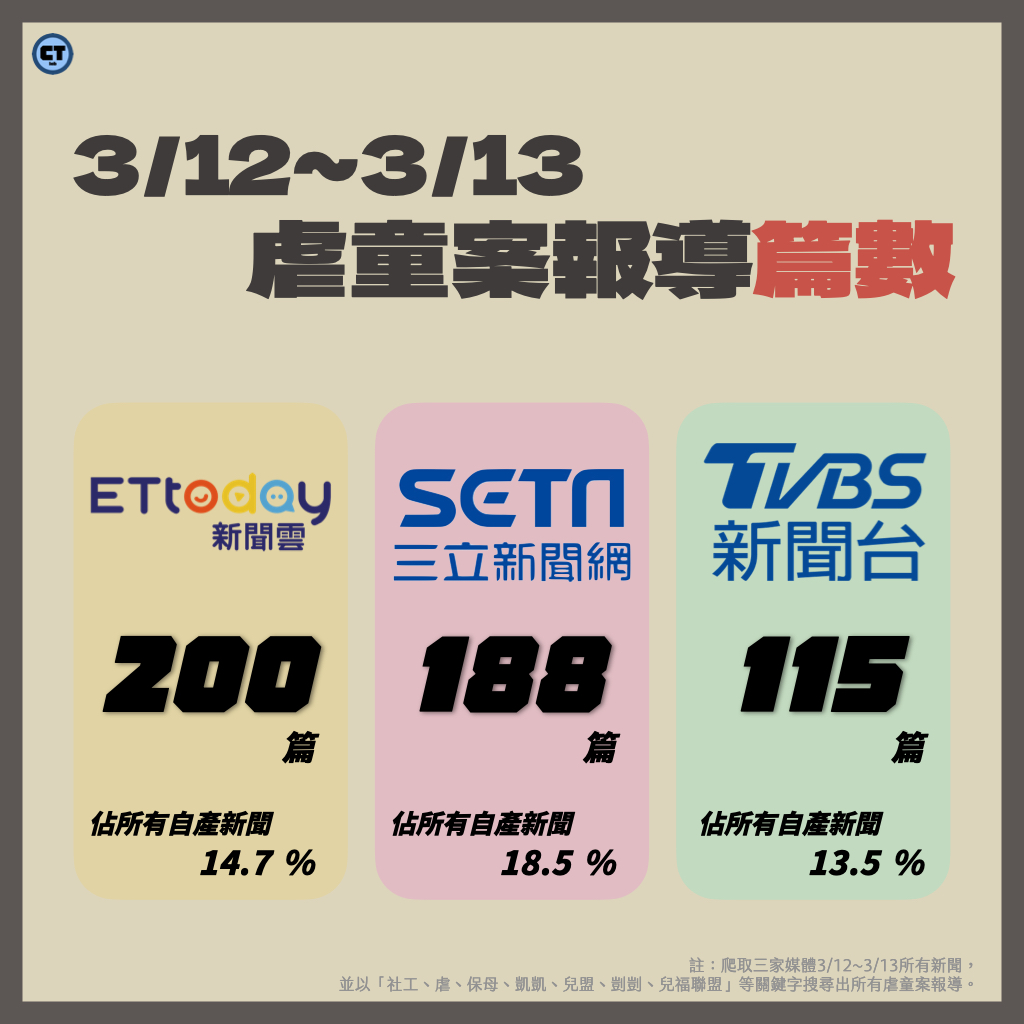 CT
3/12~3/13
虐童案報導篇數
ETtoday
新聞雲
200
篇
佔所有自產新聞
14.7 %
SETN
三立新聞網
188
篇
佔所有自產新聞
18.5 %
TVBS
新聞台
115
篇
佔所有自產新聞
13.5 %
註：爬取三家媒體3/12~3/13所有新聞，
並以「社工、虐、保母、凱凱、兒盟、剴剴、兒福聯盟」等關鍵字搜尋出所有虐童案報導。